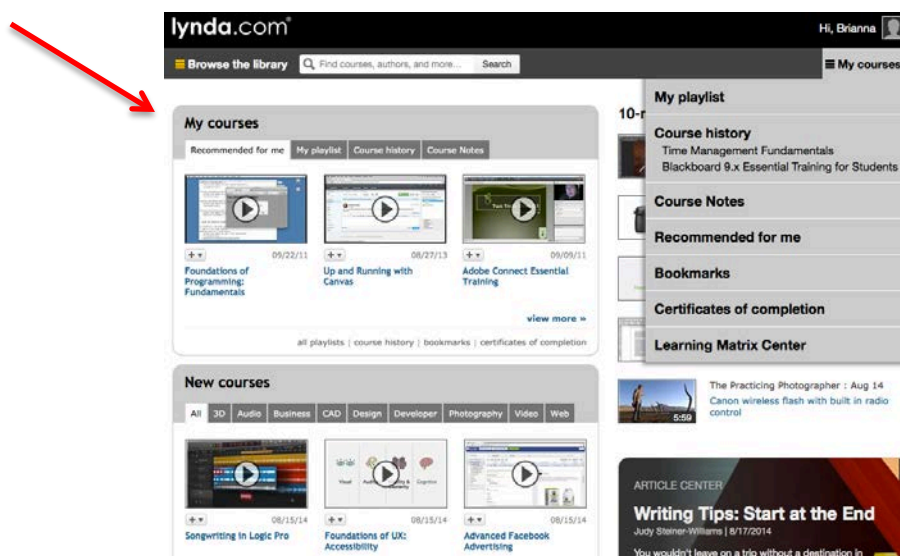 lynda.com®
Hi, Brianna
Browse the library
Find courses, authors, and more...
Search
My courses
My courses
Recommended for me
My playlist
Course history
Course Notes
09/22/11
Foundations of
Programming:
Fundamentals
08/27/13
Up and Running with
Canvas
09/09/11
Adobe Connect Essential
Training
view more »
all playlists | course history | bookmarks | certificates of completion
My playlist
Course history
Time Management Fundamentals
Blackboard 9.x Essential Training for Students
Course Notes
Recommended for me
Bookmarks
Certificates of completion
Learning Matrix Center
10-
5:59
The Practicing Photographer : Aug 14
Canon wireless flash with built in radio
control
New courses
All
3D
Audio
Business
CAD
Design
Developer
Photography
Video
Web
08/15/14
Songwriting in Logic Pro
Visual
Cognitive
08/15/14
Foundations of UX:
Accessibility
08/15/14
Advanced Facebook
Advertising
ARTICLE CENTER
Writing Tips: Start at the End
Judy Steiner-Williams | 8/17/2014
You wouldn't leave on a trip without a destination in